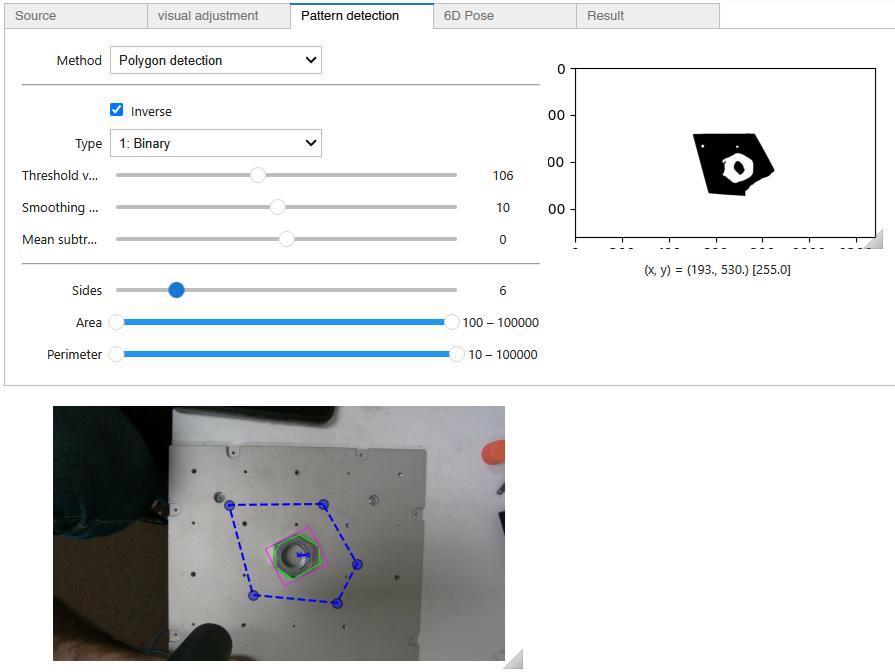 Source visual adjustment Pattern detection 6D Pose Result
Method Polygon detection
Inverse
Type 1: Binary
Threshold v... 106
Smoothing ... 10
Mean subtr... 0
Sides 6
Area 100 – 100000
Perimeter 10 – 100000
0
00
00
00
(x, y) = (193., 530.) [255.0]